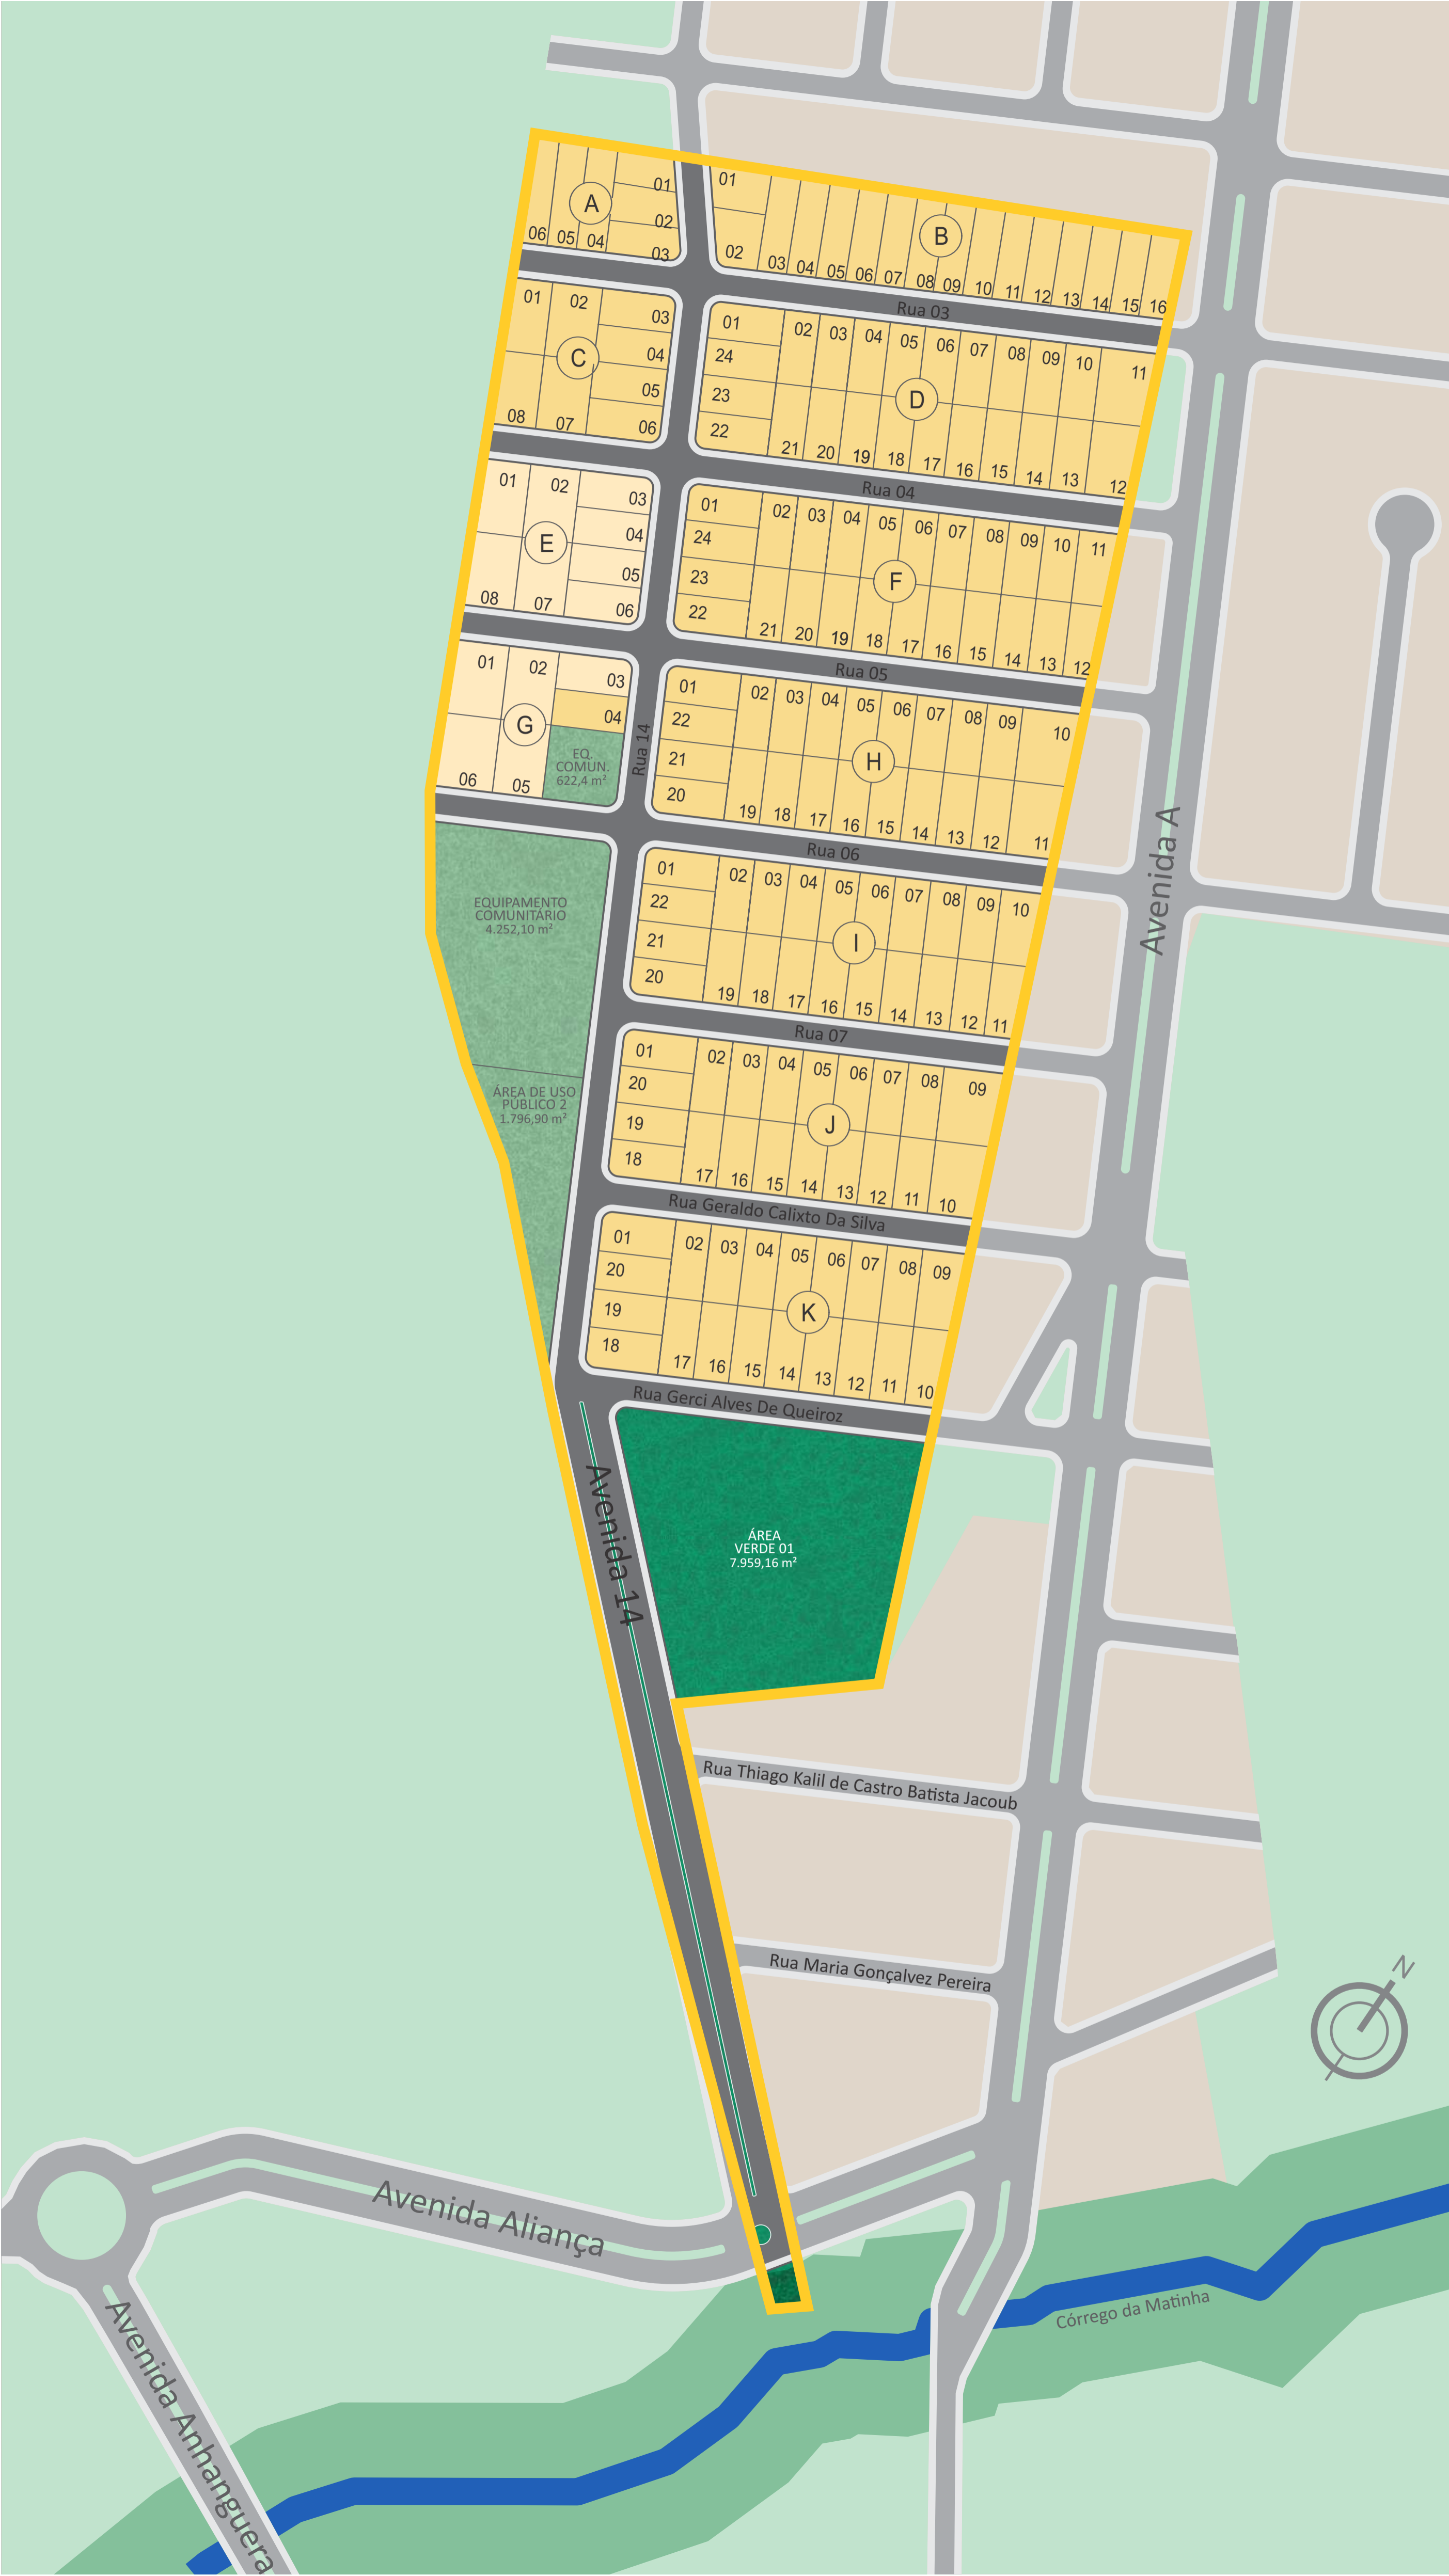 01
A
02
06 05 04
03
01
B
02
03 04 05 06 07 08 09 10 11 12 13 14 15 16
Rua 03
01 02 03
C
04
05
08 07 06
01 02 03 04 05 06 07 08 09 10 11
24
D
23
22
21 20 19 18 17 16 15 14 13 12
Rua 04
01 02 03
04
E
05
08 07 06
01 02 03 04 05 06 07 08 09 10 11
24
F
23
22
21 20 19 18 17 16 15 14 13 12
Rua 05
01 02 03
04
G
EQ.
COMUN.
622,4 m²
06 05
Rua 14
01 02 03 04 05 06 07 08 09 10
22
H
21
20
19 18 17 16 15 14 13 12 11
Rua 06
Avenida A
EQUIPAMENTO
COMUNITÁRIO
4.252,10 m²
01 02 03 04 05 06 07 08 09 10
22
I
21
20
19 18 17 16 15 14 13 12 11
Rua 07
ÁREA DE USO
PÚBLICO 2
1.796,90 m²
01 02 03 04 05 06 07 08 09
20
J
19
18
17 16 15 14 13 12 11 10
Rua Geraldo Calixto Da Silva
01 02 03 04 05 06 07 08 09
20
K
19
18
17 16 15 14 13 12 11 10
Rua Gerci Alves De Queiroz
Avenida 14
ÁREA
VERDE 01
7.959,16 m²
Rua Thiago Kalil de Castro Batista Jacoub
Rua Maria Gonçalvez Pereira
N
Avenida Aliança
Córrego da Matinha
Avenida Anhanguera